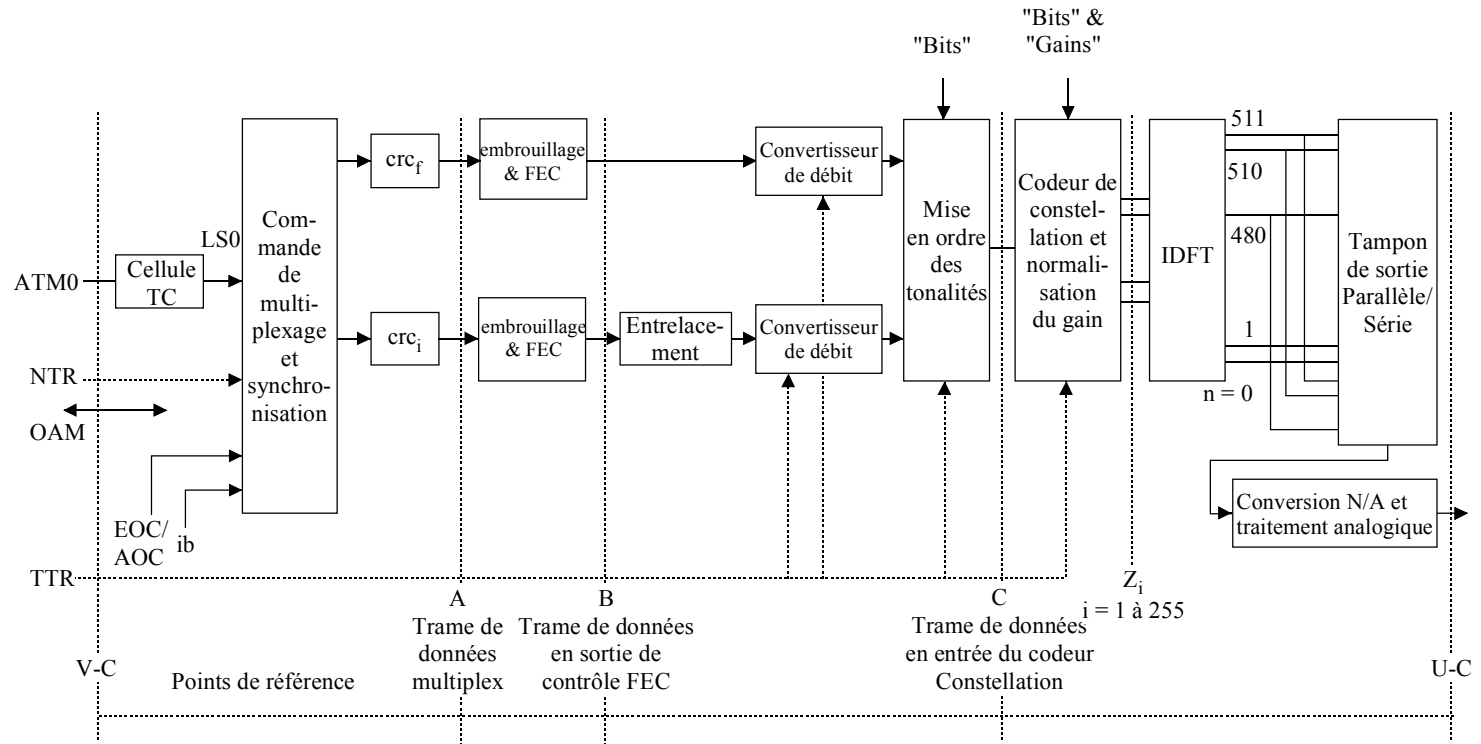 "Bits"
"Bits" &
"Gains"
ATM0
Cellule
TC
LS0
NTR
OAM
EOC/
AOC
ib
TTR
Com-
mande
de
multi-
plexage
et
synchro-
nisation
crc_f
crc_i
embrouillage
& FEC
embrouillage
& FEC
Entrelace-
ment
Convertisseur
de débit
Convertisseur
de débit
Mise
en ordre
des
tonalités
Codeur de
constel-
lation et
normali-
sation
du gain
IDFT
511
510
480
1
n = 0
Tampon
de sortie
Parallèle/
Série
Conversion N/A et
traitement analogique
A
Trame de
données
multiplex
B
Trame de données
en sortie de
contrôle FEC
C
Trame de données
en entrée du codeur
Constellation
Z_i
i = 1 à 255
V-C
Points de référence
U-C